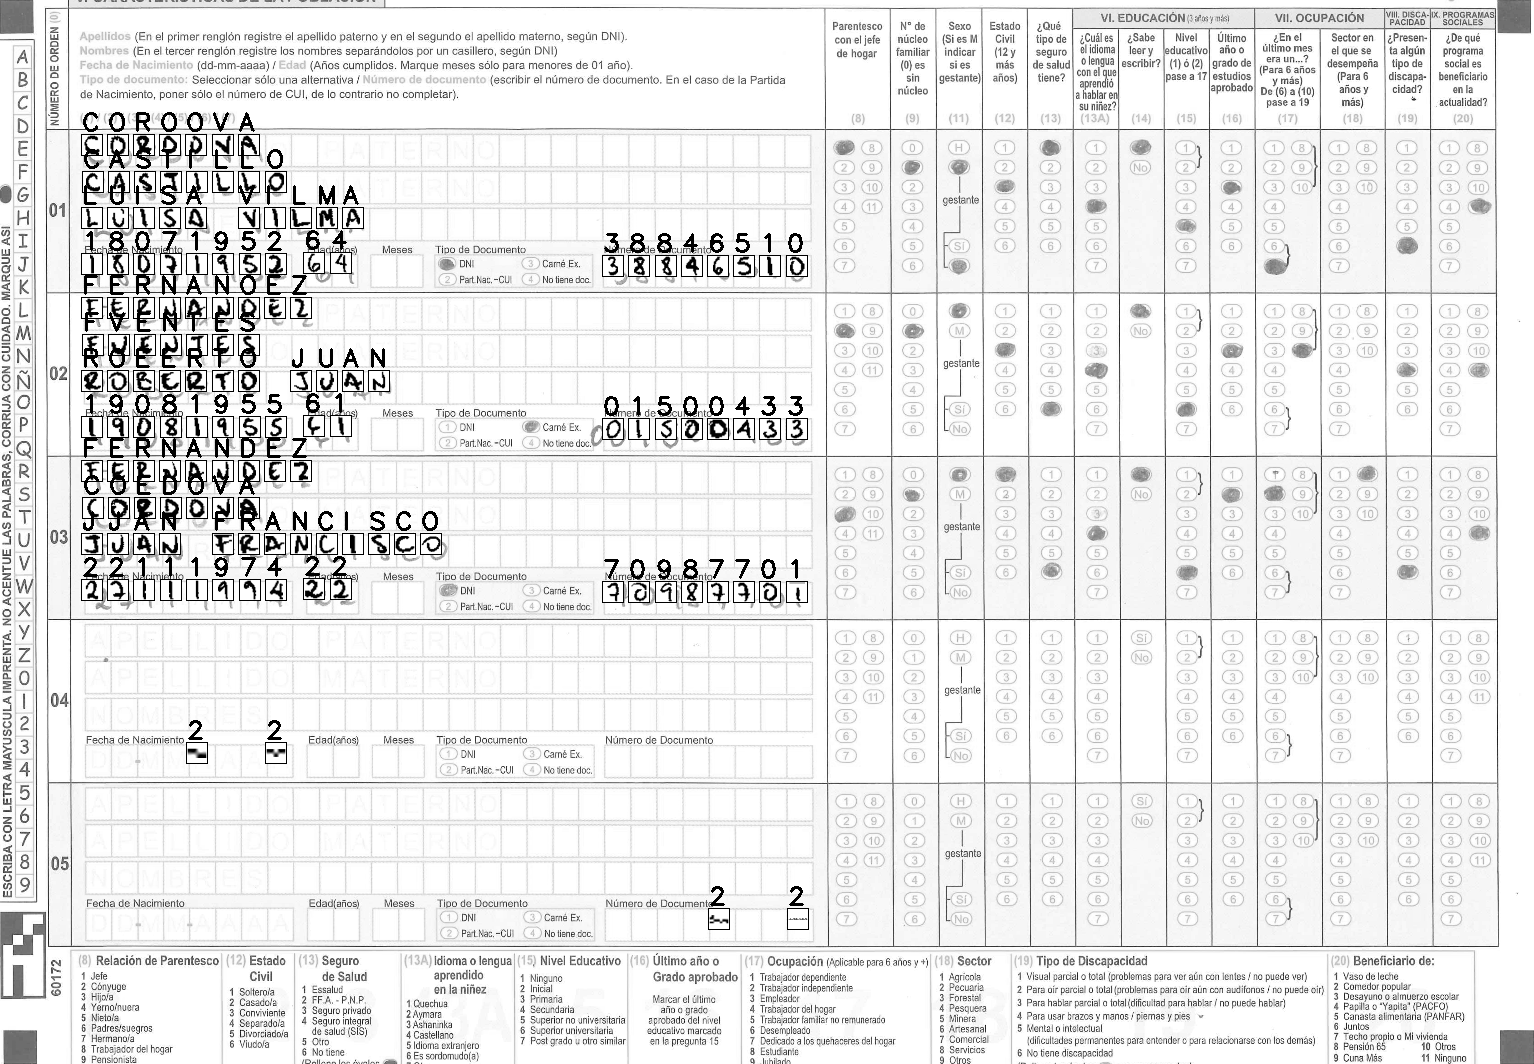 V. CARACTERÍSTICAS DE LA POBLACIÓN
NÚMERO DE ORDEN (0)
Apellidos (En el primer renglón registre el apellido paterno y en el segundo el apellido materno, según DNI).
Nombres (En el tercer renglón registre los nombres separándolos por un casillero, según DNI)
Fecha de Nacimiento (dd-mm-aaaa) / Edad (Años cumplidos. Marque meses sólo para menores de 01 año).
Tipo de documento: Seleccionar sólo una alternativa / Número de documento (escribir el número de documento. En el caso de la Partida
de Nacimiento, poner sólo el número de CUI, de lo contrario no completar).
Parentesco con el jefe de hogar (8)
N° de núcleo familiar (0) es sin núcleo (9)
Sexo (Si es M indicar si es gestante) (11)
Estado Civil (12 y más años) (12)
¿Qué tipo de seguro de salud tiene? (13)
VI. EDUCACIÓN (3 años y más)
¿Cuál es el idioma o lengua con el que aprendió a hablar en su niñez? (13A)
¿Sabe leer y escribir? (14)
Nivel educativo (1) ó (2) pase a 17 (15)
Último año o grado de estudios aprobado (16)
VII. OCUPACIÓN
¿En el último mes era un...? (Para 6 años y más) De (6) a (10) pase a 19 (17)
Sector en el que se desempeña (Para 6 años y más) (18)
VIII. DISCAPACIDAD
¿Presenta algún tipo de discapacidad? (19)
IX. PROGRAMAS SOCIALES
¿De qué programa social es beneficiario en la actualidad? (20)
ESCRIBA CON LETRA MAYUSCULA IMPRENTA. NO ACENTUE LAS PALABRAS, CORRIJA CON CUIDADO. MARQUE ASI
A B C D E F G H I J K L M N Ñ O P Q R S T U V W X Y Z 0 1 2 3 4 5 6 7 8 9
01
COROOVA
CORDOVA
CASTILLO
CASTILLO
LUISA VILMA
LUISA VILMA
18071952 64 38846510
Fecha de Nacimiento Edad(años) Meses Tipo de Documento Número de Documento
18071952 64 DNI 3 Carné Ex. 38846510
2 Part.Nac.-CUI 4 No tiene doc.
02
FERNANOEZ
FERNANDEZ
FVENTES
FUENTES
ROEERTO JUAN
ROBERTO JUAN
19081955 61 01500433
Fecha de Nacimiento Edad(años) Meses Tipo de Documento Número de Documento
19081955 61 1 DNI Carné Ex. 01500433
2 Part.Nac.-CUI 4 No tiene doc.
03
FERNANDEZ
FERNANDEZ
COEDOVA
CORDOVA
JJAN FRANCISCO
JUAN FRANCISCO
22111974 22 70987701
Fecha de Nacimiento Edad(años) Meses Tipo de Documento Número de Documento
27111994 22 DNI 3 Carné Ex. 70987701
2 Part.Nac.-CUI 4 No tiene doc.
04
APELLIDO PATERNO
NOMBRES
2 2
Fecha de Nacimiento Edad(años) Meses Tipo de Documento Número de Documento
1 DNI 3 Carné Ex.
2 Part.Nac.-CUI 4 No tiene doc.
05
APELLIDO PATERNO
NOMBRES
2 2
Fecha de Nacimiento Edad(años) Meses Tipo de Documento Número de Documento
1 DNI 3 Carné Ex.
2 Part.Nac.-CUI 4 No tiene doc.
60172
(8) Relación de Parentesco
1 Jefe
2 Cónyuge
3 Hijo/a
4 Yerno/nuera
5 Nieto/a
6 Padres/suegros
7 Hermano/a
8 Trabajador del hogar
9 Pensionista
(12) Estado Civil
1 Soltero/a
2 Casado/a
3 Conviviente
4 Separado/a
5 Divorciado/a
6 Viudo/a
(13) Seguro de Salud
1 Essalud
2 FF.A. - P.N.P.
3 Seguro privado
4 Seguro integral de salud (SIS)
5 Otro
6 No tiene
(13A) Idioma o lengua aprendido en la niñez
1 Quechua
2 Aymara
3 Ashaninka
4 Castellano
5 Idioma extranjero
6 Es sordomudo(a)
(15) Nivel Educativo
1 Ninguno
2 Inicial
3 Primaria
4 Secundaria
5 Superior no universitaria
6 Superior universitaria
7 Post grado u otro similar
(16) Último año o Grado aprobado
Marcar el último
año o grado
aprobado del nivel
educativo marcado
en la pregunta 15
(17) Ocupación (Aplicable para 6 años y +)
1 Trabajador dependiente
2 Trabajador independiente
3 Empleador
4 Trabajador del hogar
5 Trabajador familiar no remunerado
6 Desempleado
7 Dedicado a los quehaceres del hogar
8 Estudiante
9 Jubilado
(18) Sector
1 Agrícola
2 Pecuaria
3 Forestal
4 Pesquera
5 Minera
6 Artesanal
7 Comercial
8 Servicios
9 Otros
(19) Tipo de Discapacidad
1 Visual parcial o total (problemas para ver aún con lentes / no puede ver)
2 Para oir parcial o total (problemas para oir aún con audífonos / no puede oir)
3 Para hablar parcial o total (dificultad para hablar / no puede hablar)
4 Para usar brazos y manos / piernas y pies
5 Mental o intelectual
(dificultades permanentes para entender o para relacionarse con los demás)
6 No tiene discapacidad
(20) Beneficiario de:
1 Vaso de leche
2 Comedor popular
3 Desayuno o almuerzo escolar
4 Papilla o "Yapita" (PACFO)
5 Canasta alimentaria (PANFAR)
6 Juntos
7 Techo propio o Mi vivienda
8 Pensión 65 10 Otros
9 Cuna Más 11 Ninguno